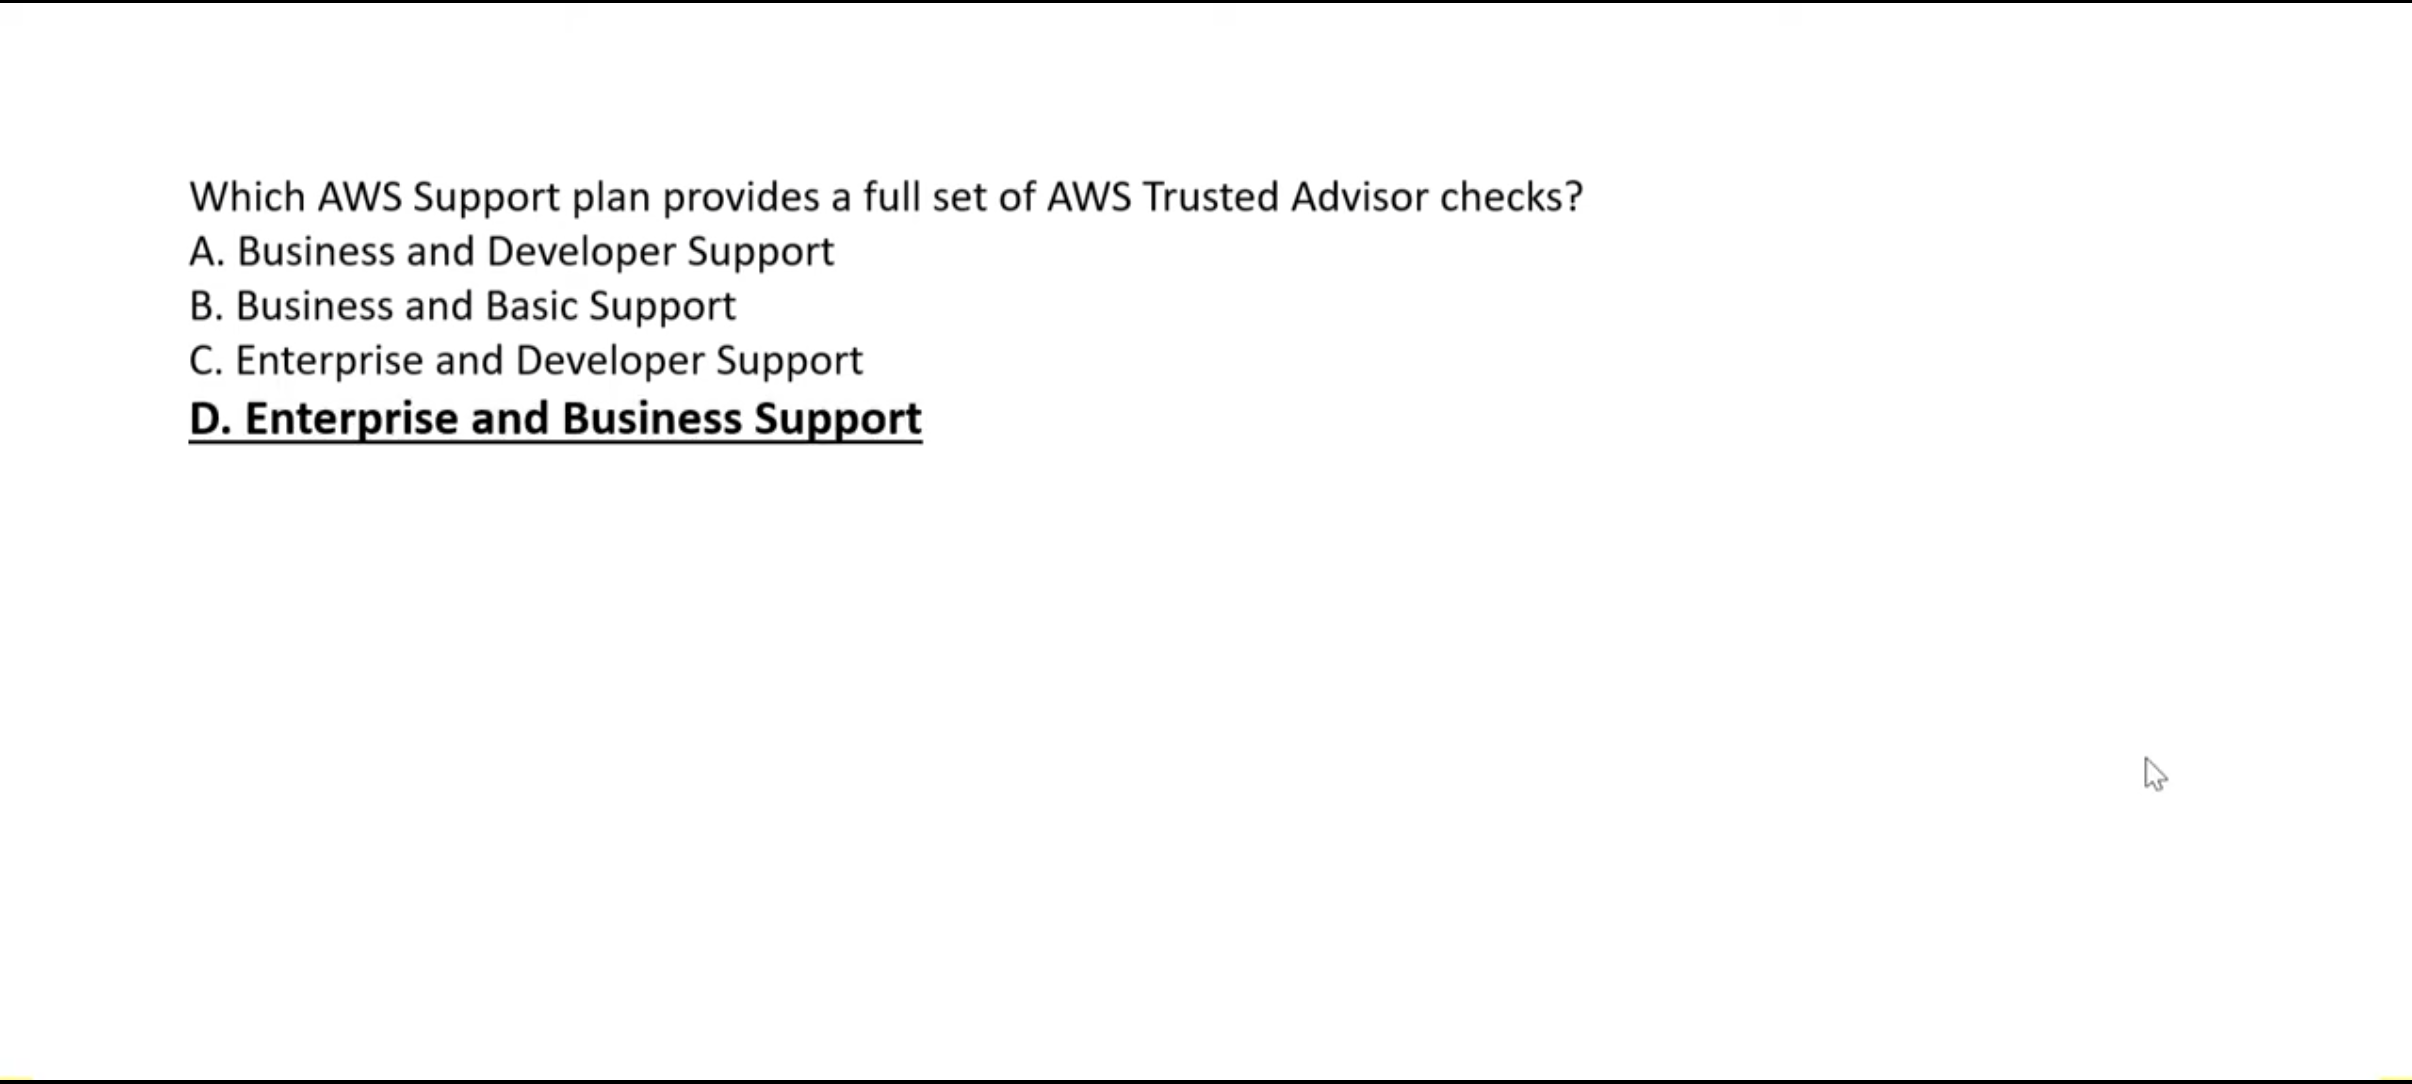 Which AWS Support plan provides a full set of AWS Trusted Advisor checks?
A. Business and Developer Support
B. Business and Basic Support
C. Enterprise and Developer Support
D. Enterprise and Business Support